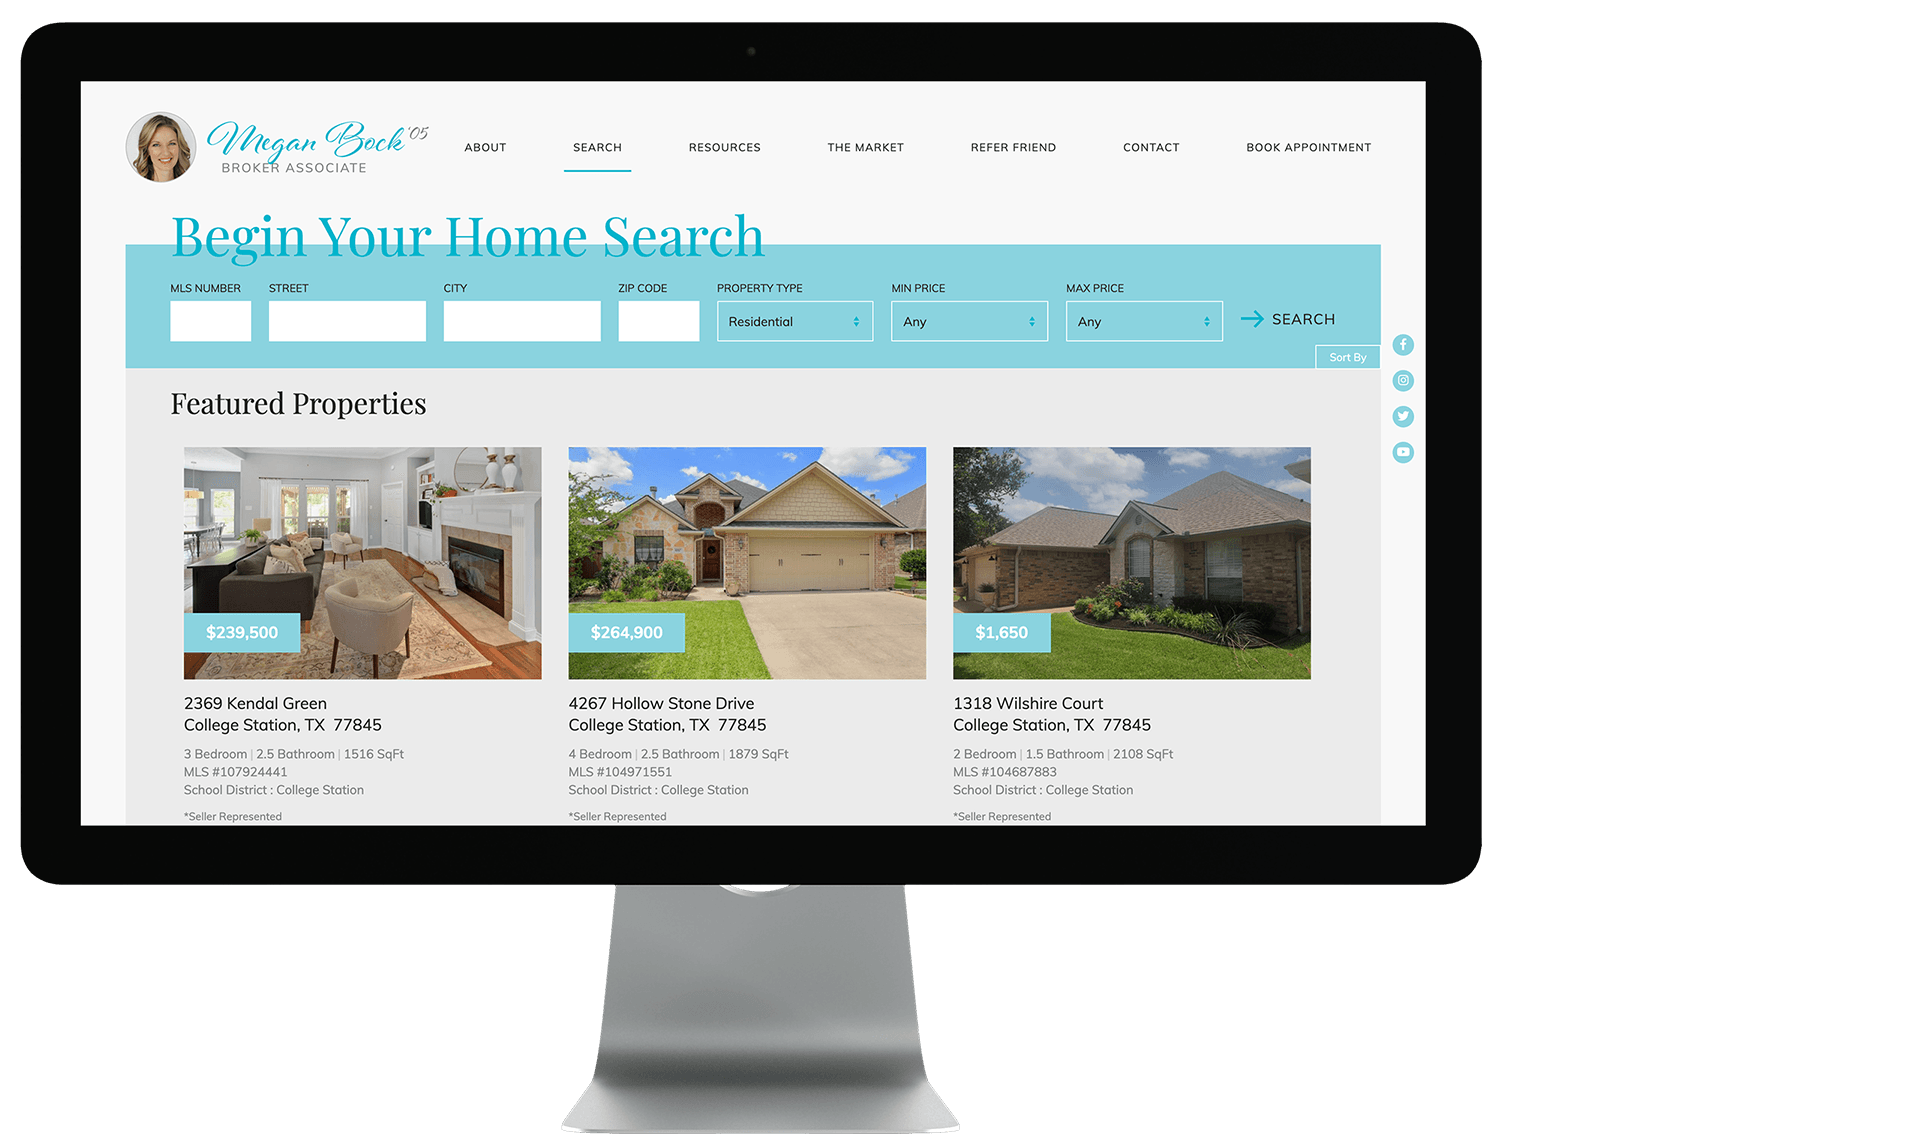 Megan Bock '05
BROKER ASSOCIATE
ABOUT
SEARCH
RESOURCES
THE MARKET
REFER FRIEND
CONTACT
BOOK APPOINTMENT
Begin Your Home Search
MLS NUMBER
STREET
CITY
ZIP CODE
PROPERTY TYPE
Residential
MIN PRICE
Any
MAX PRICE
Any
SEARCH
Sort By
Featured Properties
$239,500
2369 Kendal Green
College Station, TX 77845
3 Bedroom | 2.5 Bathroom | 1516 SqFt
MLS #107924441
School District : College Station
*Seller Represented
$264,900
4267 Hollow Stone Drive
College Station, TX 77845
4 Bedroom | 2.5 Bathroom | 1879 SqFt
MLS #104971551
School District : College Station
*Seller Represented
$1,650
1318 Wilshire Court
College Station, TX 77845
2 Bedroom | 1.5 Bathroom | 2108 SqFt
MLS #104687883
School District : College Station
*Seller Represented